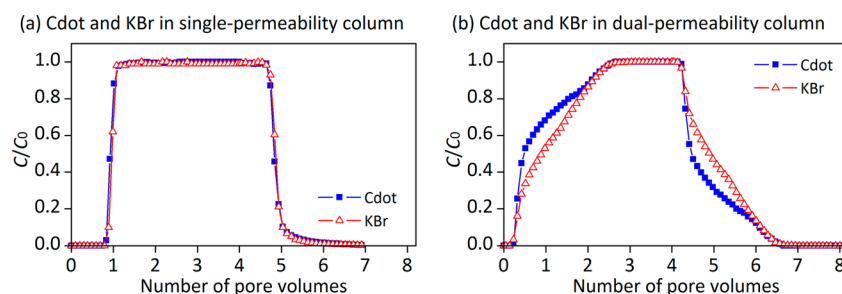 (a) Cdot and KBr in single-permeability column
C/C0
1.0
0.8
0.6
0.4
0.2
0.0
Cdot
KBr
0 1 2 3 4 5 6 7 8
Number of pore volumes
(b) Cdot and KBr in dual-permeability column
C/C0
1.0
0.8
0.6
0.4
0.2
0.0
Cdot
KBr
0 1 2 3 4 5 6 7 8
Number of pore volumes